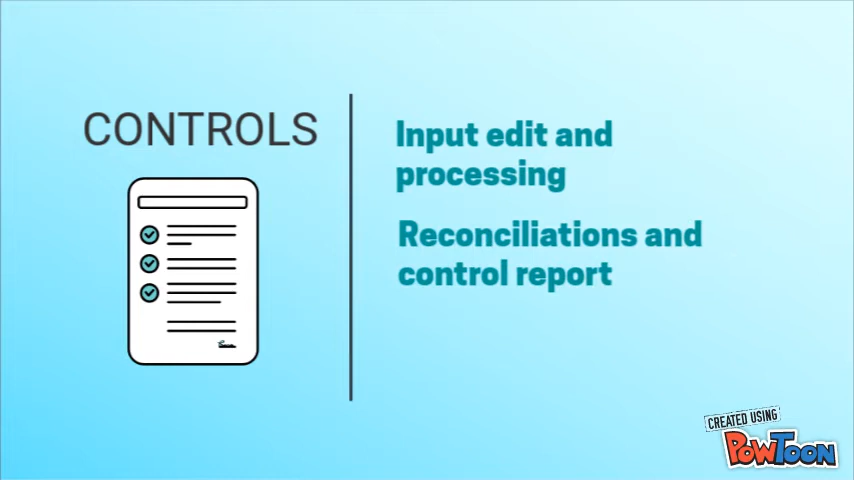 CONTROLS
Input edit and
processing
Reconciliations and
control report
CREATED USING
POWTOON